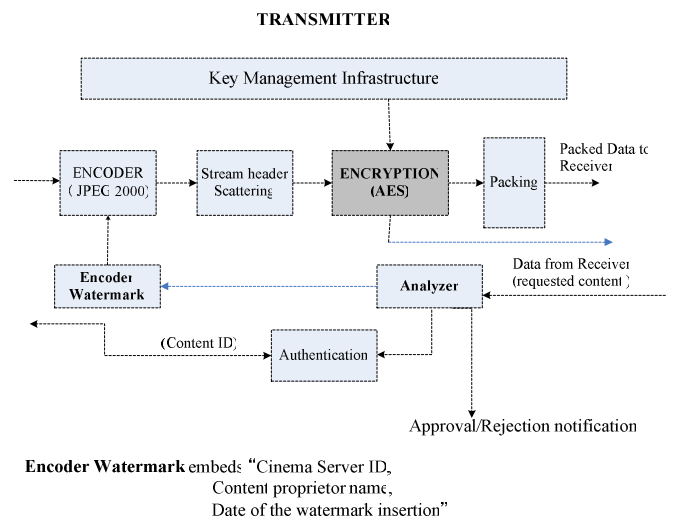 TRANSMITTER
Key Management Infrastructure
ENCODER
(JPEG 2000)
Stream header
Scattering
ENCRYPTION
(AES)
Packing
Packed Data to
Receiver
Encoder
Watermark
Analyzer
Data from Receiver
(requested content)
(Content ID)
Authentication
Approval/Rejection notification
Encoder Watermark embeds “Cinema Server ID,
Content proprietor name,
Date of the watermark insertion”